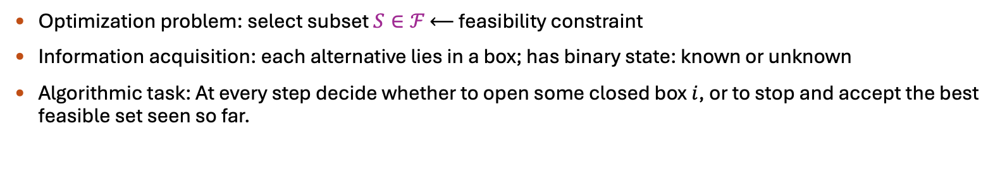 • Optimization problem: select subset S ∈ ℱ ⟵ feasibility constraint
• Information acquisition: each alternative lies in a box; has binary state: known or unknown
• Algorithmic task: At every step decide whether to open some closed box i, or to stop and accept the best
feasible set seen so far.